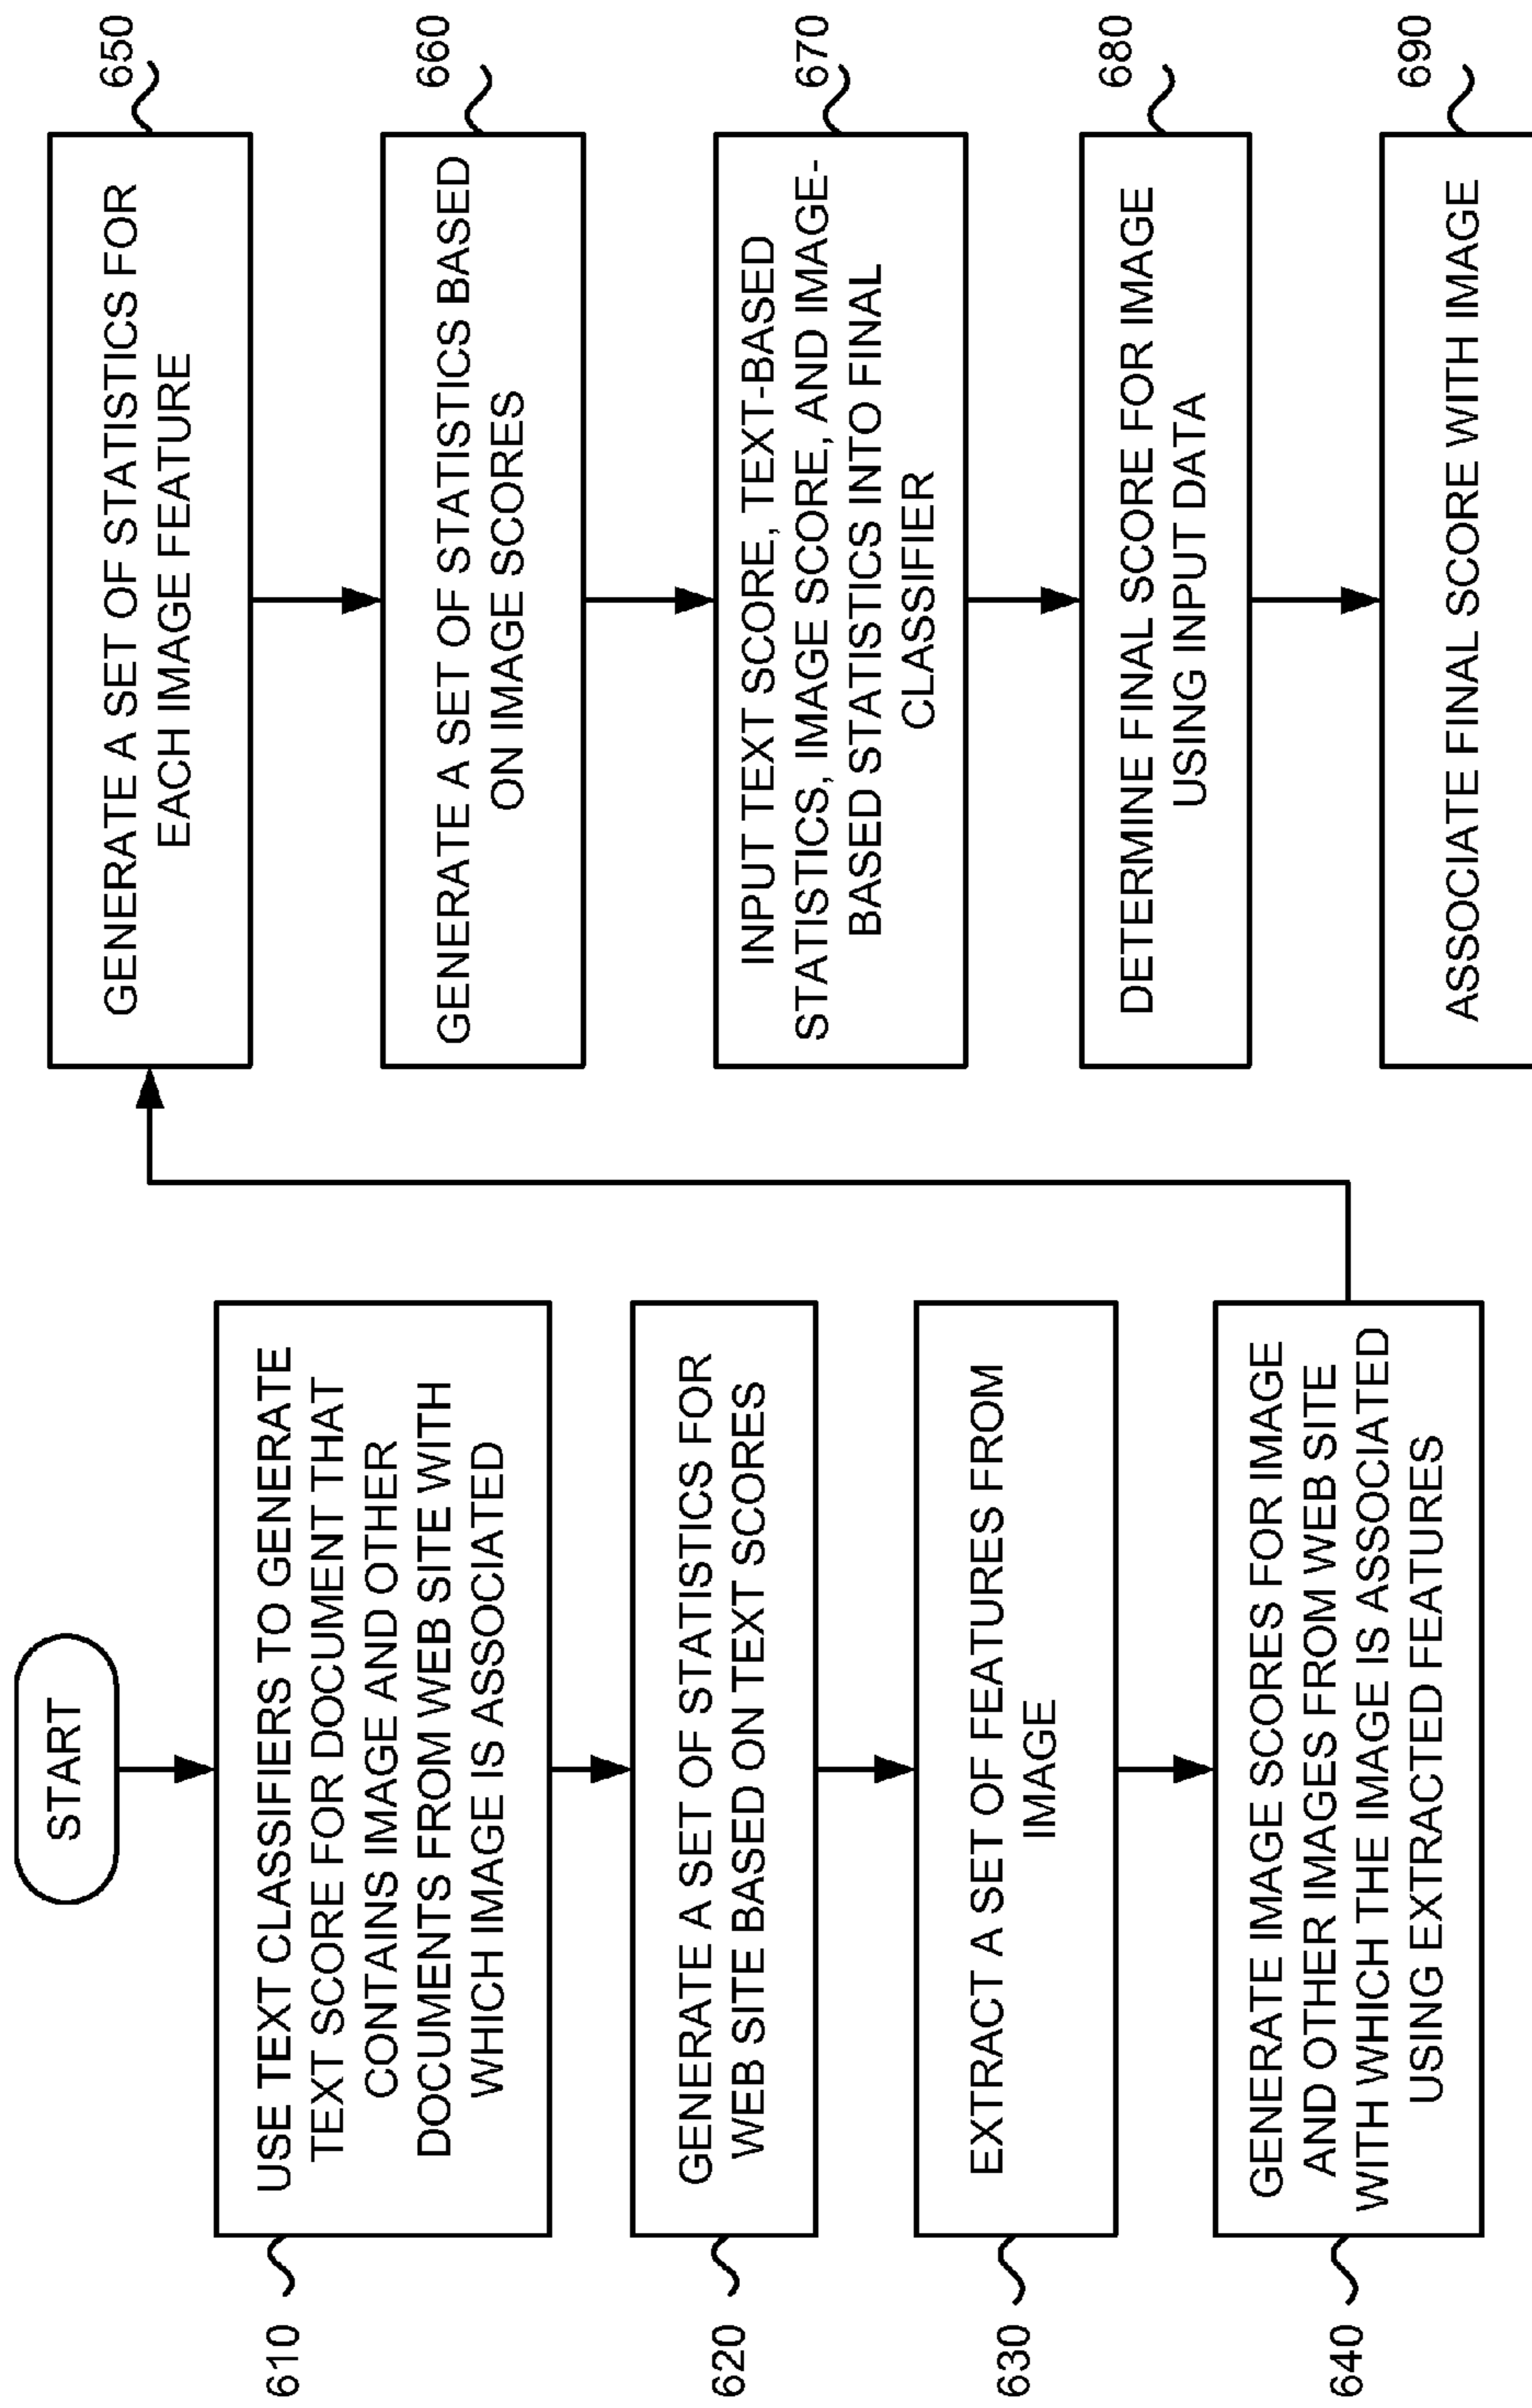 START
610
USE TEXT CLASSIFIERS TO GENERATE
TEXT SCORE FOR DOCUMENT THAT
CONTAINS IMAGE AND OTHER
DOCUMENTS FROM WEB SITE WITH
WHICH IMAGE IS ASSOCIATED
620
GENERATE A SET OF STATISTICS FOR
WEB SITE BASED ON TEXT SCORES
630
EXTRACT A SET OF FEATURES FROM
IMAGE
640
GENERATE IMAGE SCORES FOR IMAGE
AND OTHER IMAGES FROM WEB SITE
WITH WHICH THE IMAGE IS ASSOCIATED
USING EXTRACTED FEATURES
650
GENERATE A SET OF STATISTICS FOR
EACH IMAGE FEATURE
660
GENERATE A SET OF STATISTICS BASED
ON IMAGE SCORES
670
INPUT TEXT SCORE, TEXT-BASED
STATISTICS, IMAGE SCORE, AND IMAGE-
BASED STATISTICS INTO FINAL
CLASSIFIER
680
DETERMINE FINAL SCORE FOR IMAGE
USING INPUT DATA
690
ASSOCIATE FINAL SCORE WITH IMAGE